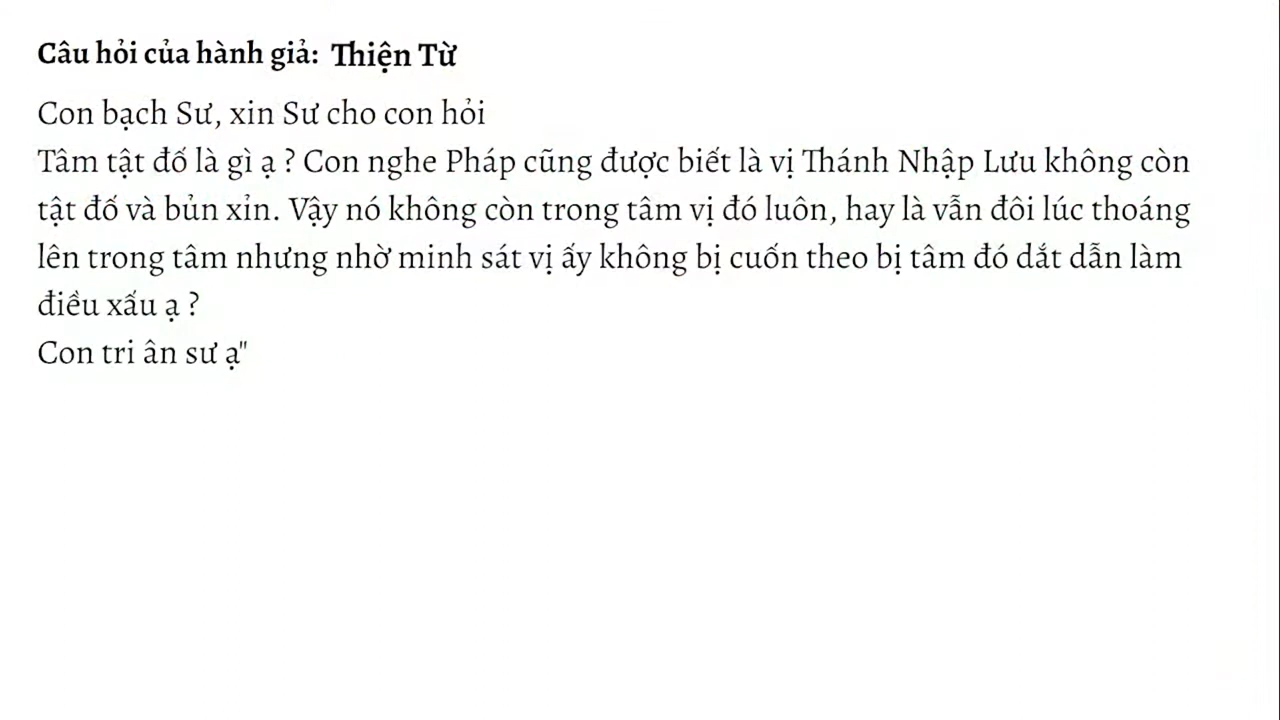 Câu hỏi của hành giả: Thiện Từ
Con bạch Sư, xin Sư cho con hỏi
Tâm tật đố là gì ạ ? Con nghe Pháp cũng được biết là vị Thánh Nhập Lưu không còn
tật đố và bủn xỉn. Vậy nó không còn trong tâm vị đó luôn, hay là vẫn đôi lúc thoáng
lên trong tâm nhưng nhờ minh sát vị ấy không bị cuốn theo bị tâm đó dắt dẫn làm
điều xấu ạ ?
Con tri ân sư ạ"